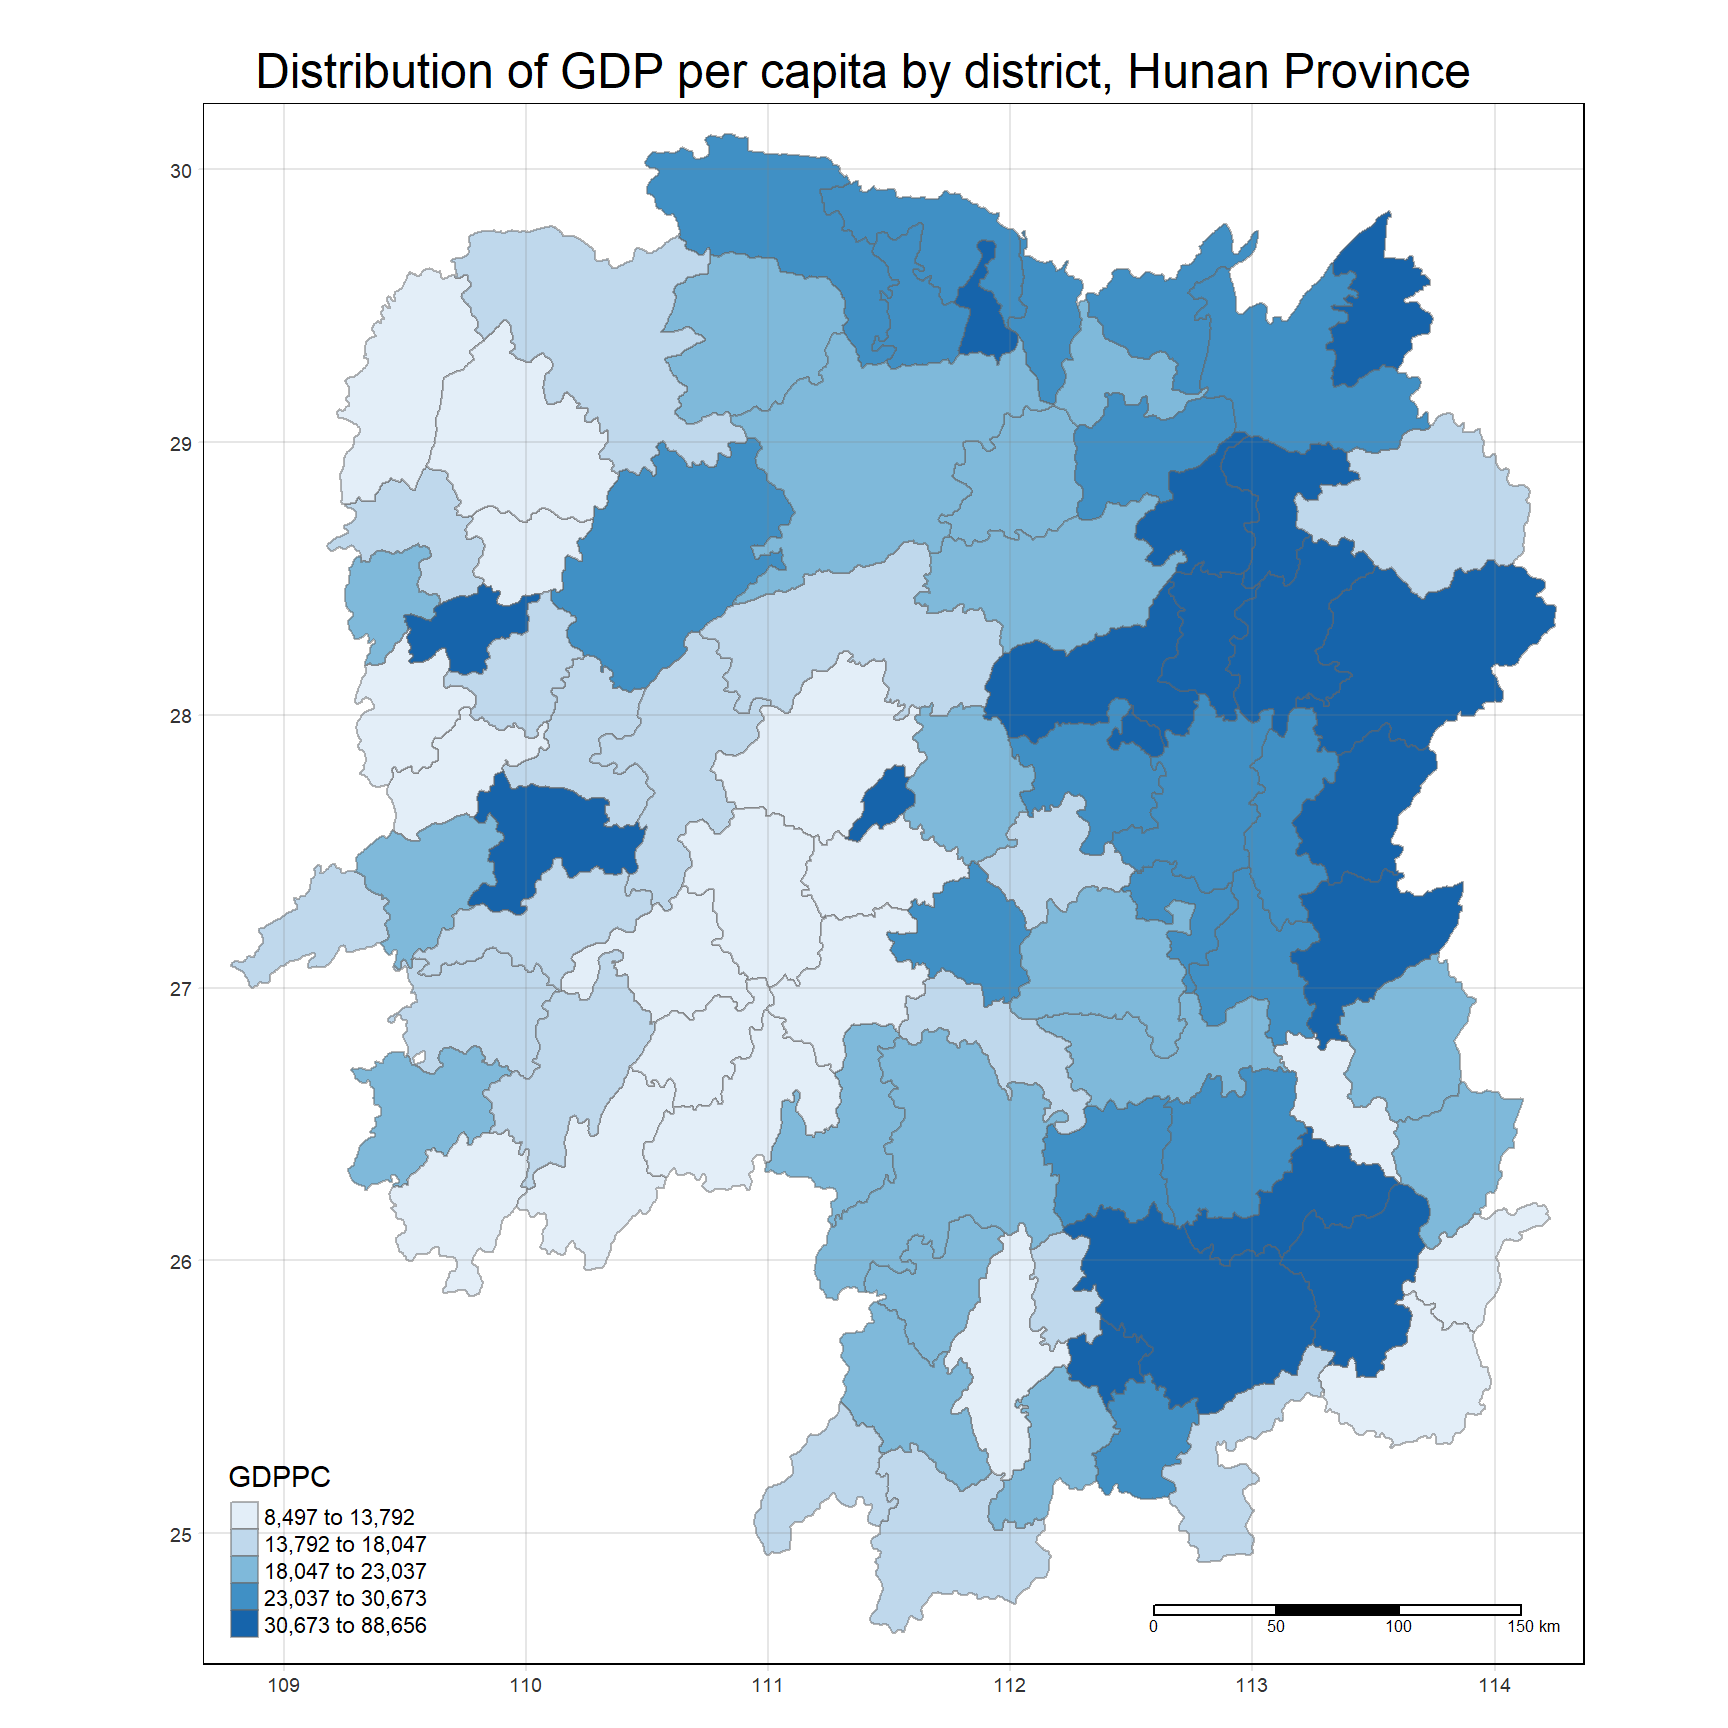 Distribution of GDP per capita by district, Hunan Province
30
29
28
27
26
25
GDPPC
8,497 to 13,792
13,792 to 18,047
18,047 to 23,037
23,037 to 30,673
30,673 to 88,656
0 50 100 150 km
109 110 111 112 113 114